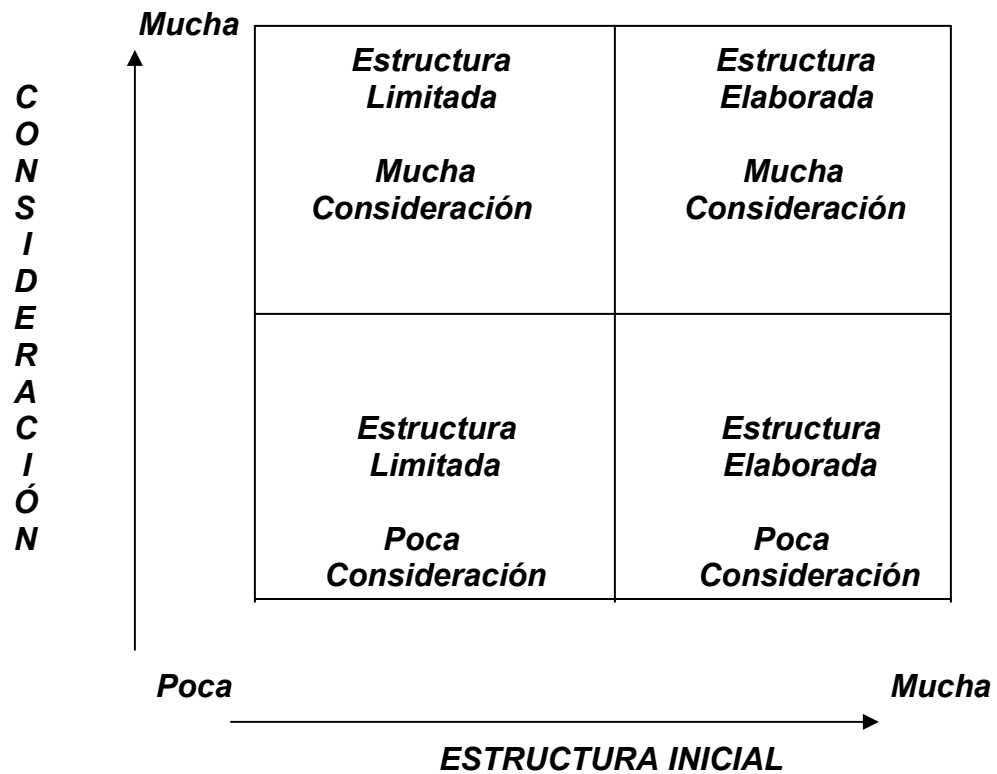 Mucha
C
O
N
S
I
D
E
R
A
C
I
Ó
N
Estructura
Limitada
Mucha
Consideración
Estructura
Elaborada
Mucha
Consideración
Estructura
Limitada
Poca
Consideración
Estructura
Elaborada
Poca
Consideración
Poca
Mucha
ESTRUCTURA INICIAL